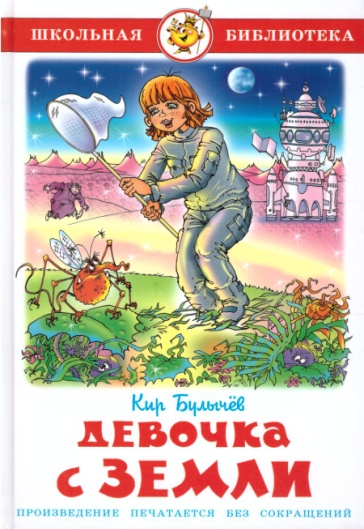 ШКОЛЬНАЯ БИБЛИОТЕКА
Кир Булычёв
ДЕВОЧКА
С ЗЕМЛИ
ПРОИЗВЕДЕНИЕ ПЕЧАТАЕТСЯ БЕЗ СОКРАЩЕНИЙ